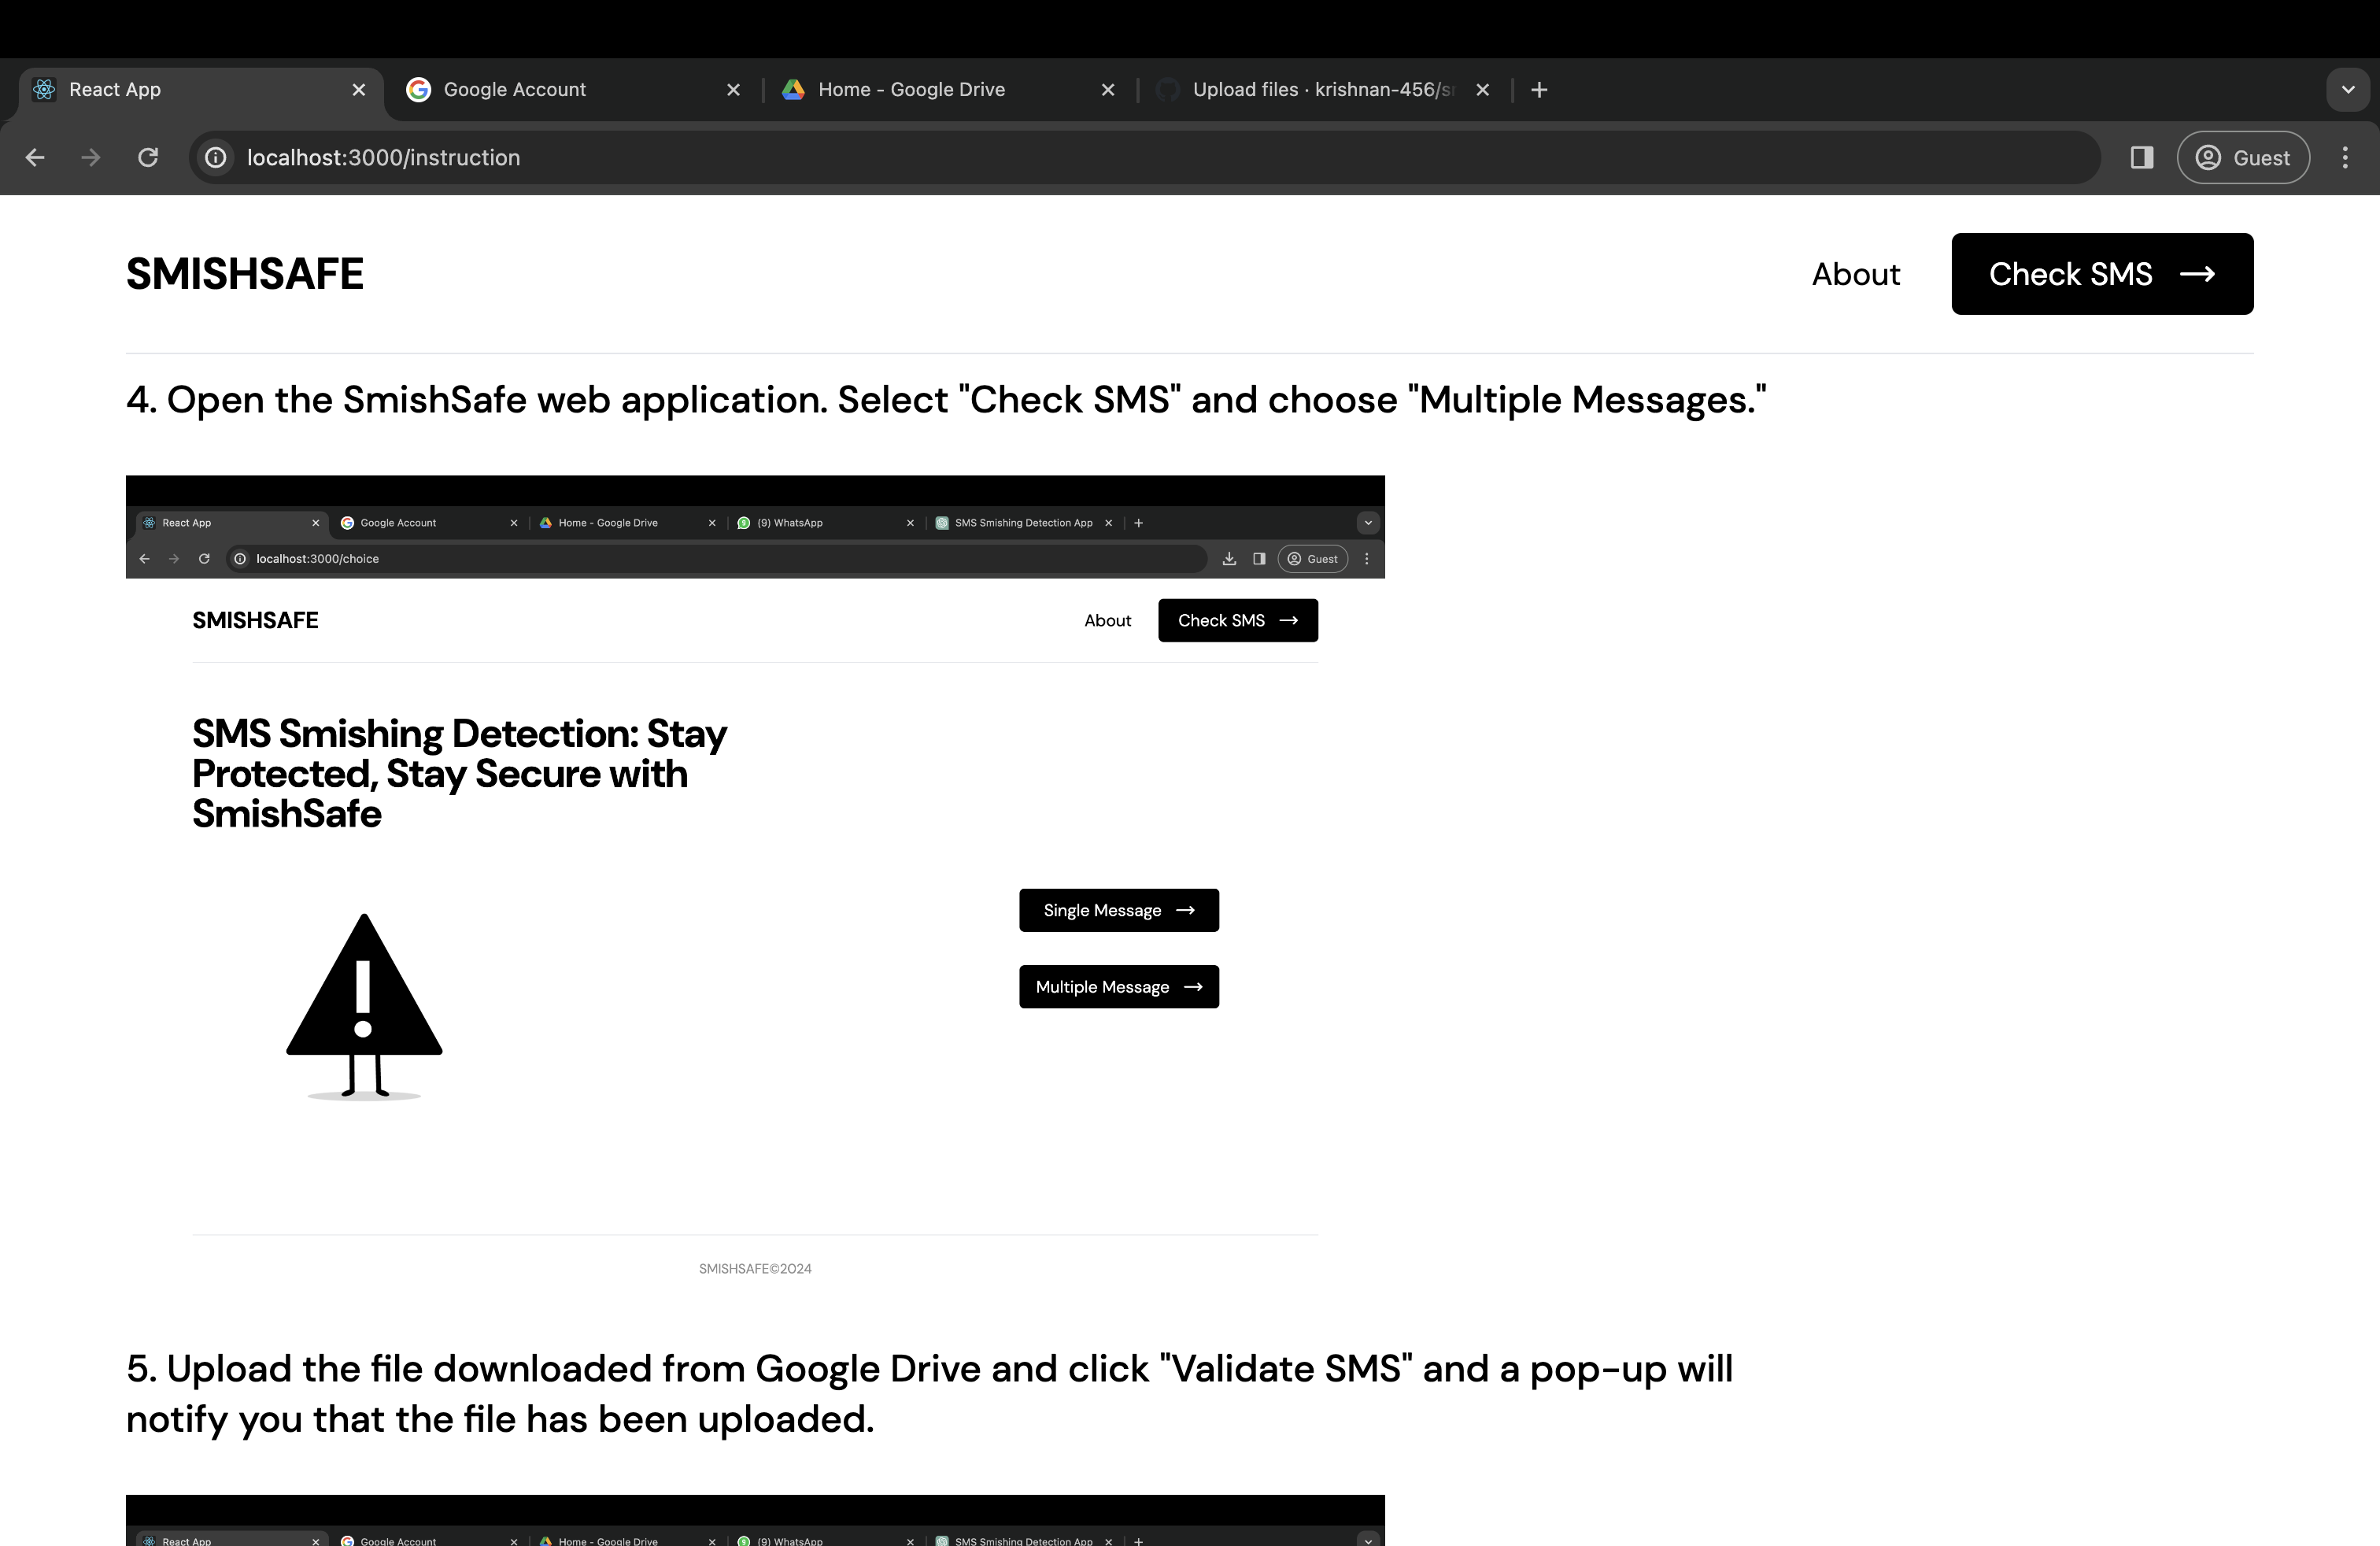 React App
Google Account
Home - Google Drive
Upload files · krishnan-456/s
localhost:3000/instruction
Guest
SMISHSAFE
About
Check SMS
4. Open the SmishSafe web application. Select "Check SMS" and choose "Multiple Messages."
React App
Google Account
Home - Google Drive
(9) WhatsApp
SMS Smishing Detection App
localhost:3000/choice
Guest
SMISHSAFE
About
Check SMS
SMS Smishing Detection: Stay
Protected, Stay Secure with
SmishSafe
Single Message
Multiple Message
SMISHSAFE©2024
5. Upload the file downloaded from Google Drive and click "Validate SMS" and a pop-up will
notify you that the file has been uploaded.
React App
Google Account
Home - Google Drive
(9) WhatsApp
SMS Smishing Detection App